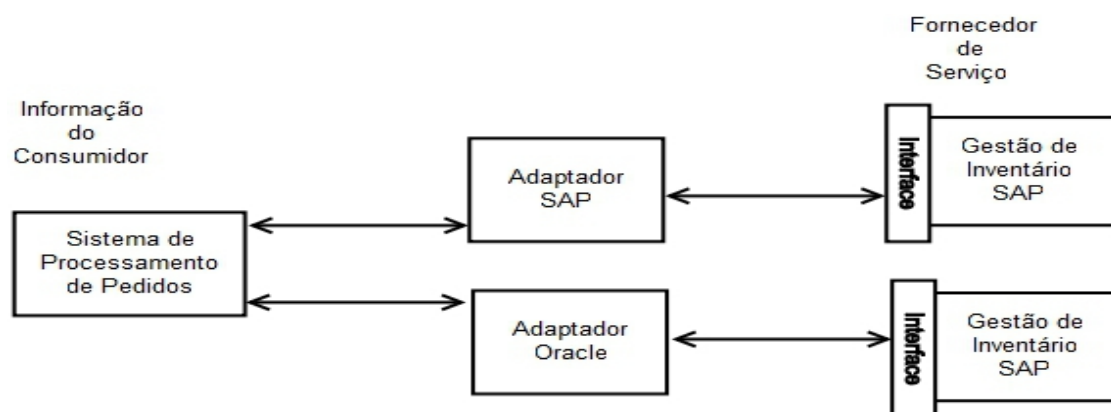 Fornecedor
de
Serviço
Informação
do
Consumidor
Sistema de
Processamento
de Pedidos
Adaptador
SAP
Interface
Gestão de
Inventário
SAP
Adaptador
Oracle
Interface
Gestão de
Inventário
SAP